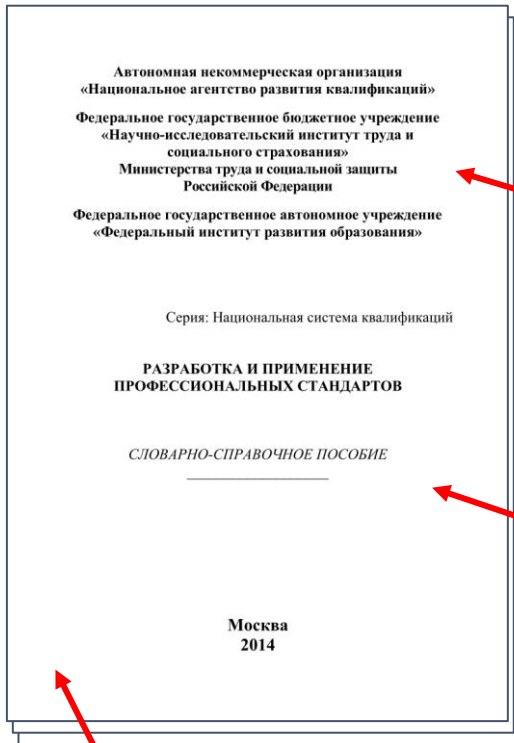 Автономная некоммерческая организация
«Национальное агентство развития квалификаций»
Федеральное государственное бюджетное учреждение
«Научно-исследовательский институт труда и
социального страхования»
Министерства труда и социальной защиты
Российской Федерации
Федеральное государственное автономное учреждение
«Федеральный институт развития образования»
Серия: Национальная система квалификаций
РАЗРАБОТКА И ПРИМЕНЕНИЕ
ПРОФЕССИОНАЛЬНЫХ СТАНДАРТОВ
СЛОВАРНО-СПРАВОЧНОЕ ПОСОБИЕ
Москва
2014